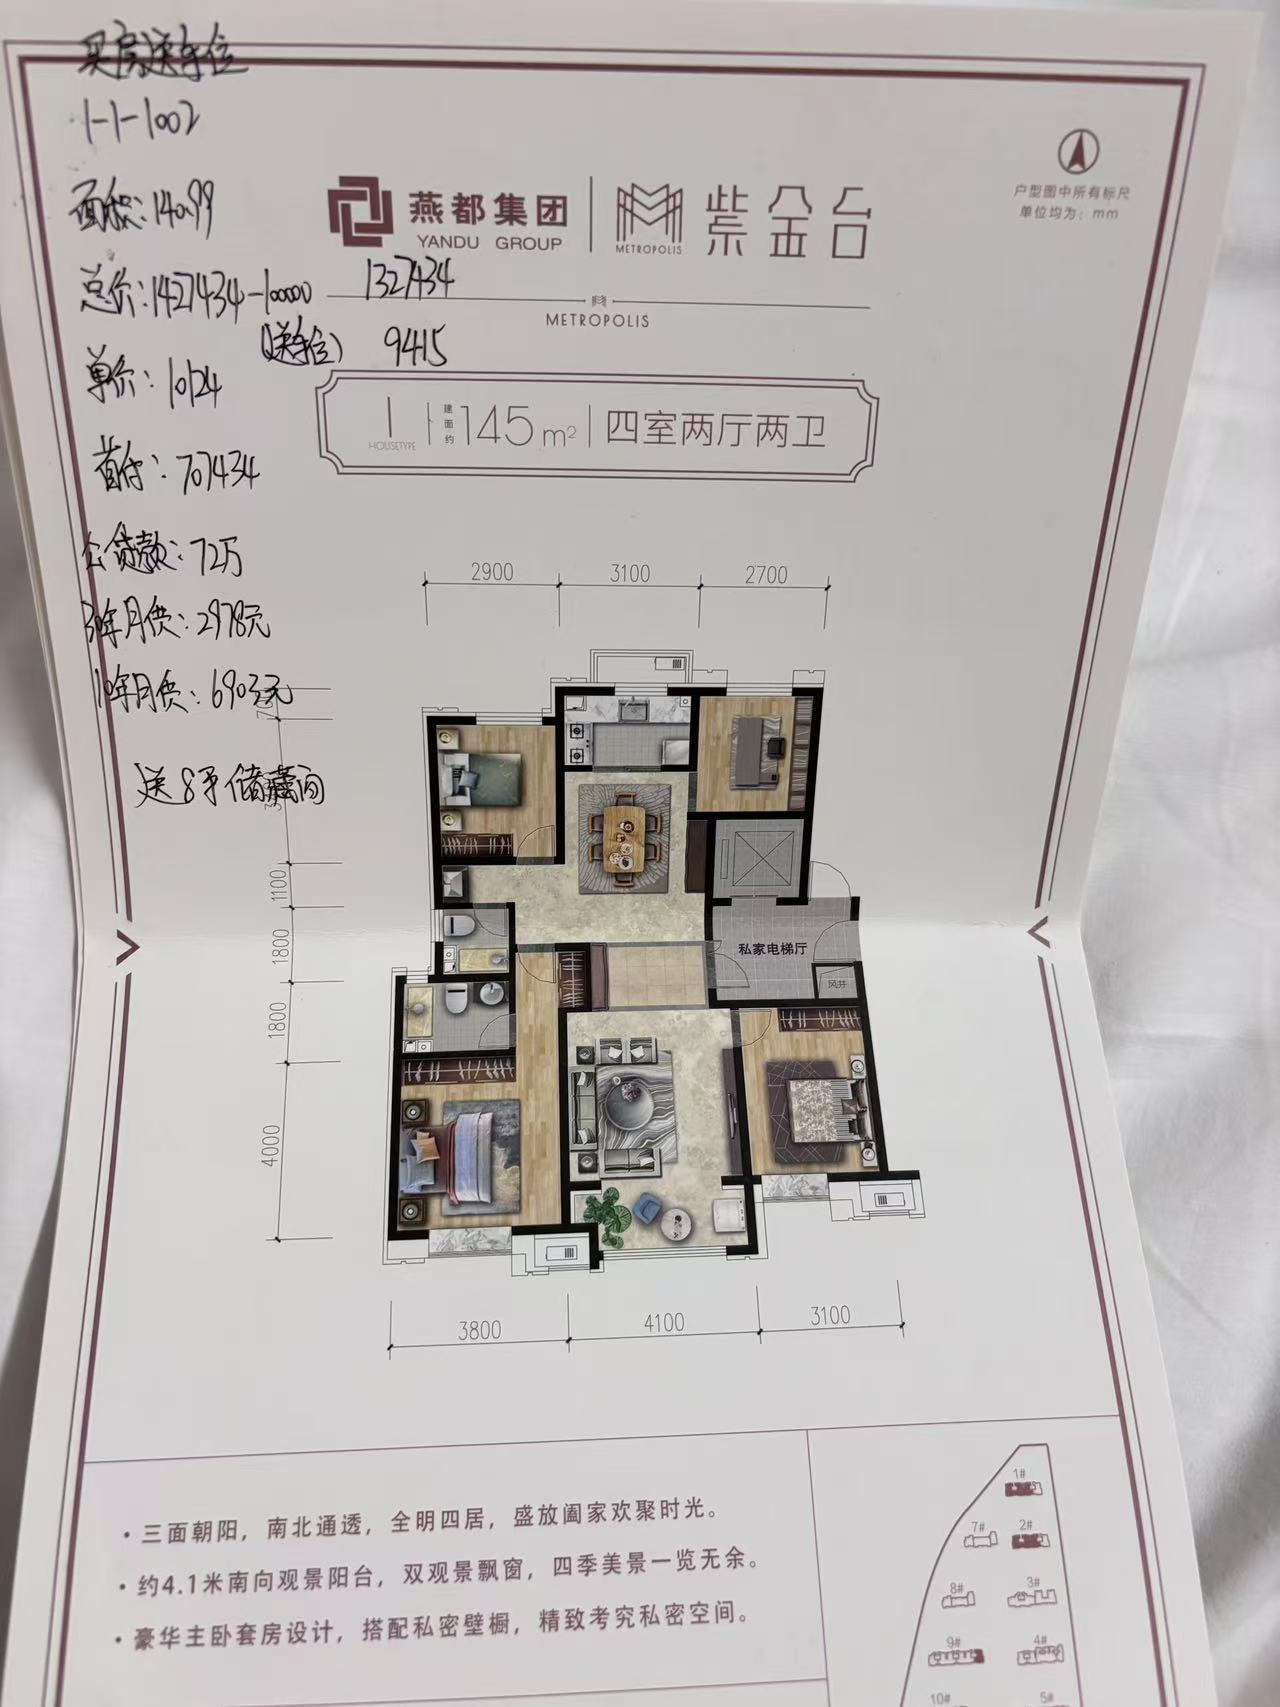 买房送车位
1-1-1002
面积:140.99
总价:1427434-100000 1327434
(送车位) 9415
单价:10124
首付:707434
公贷款:72万
30年月供:2978元
10年月供:6903元
送8平储藏间
燕都集团
YANDU GROUP
METROPOLIS
紫金台
户型图中所有标尺
单位均为:mm
METROPOLIS
I
HOUSETYPE
建面约
145m²
四室两厅两卫
2900 3100 2700
1100
1800
1800
4000
私家电梯厅
风井
3800 4100 3100
·三面朝阳，南北通透，全明四居，盛放阖家欢聚时光。
·约4.1米南向观景阳台，双观景飘窗，四季美景一览无余。
·豪华主卧套房设计，搭配私密壁橱，精致考究私密空间。
1#
7# 2#
8# 3#
9# 4#
10# 5#